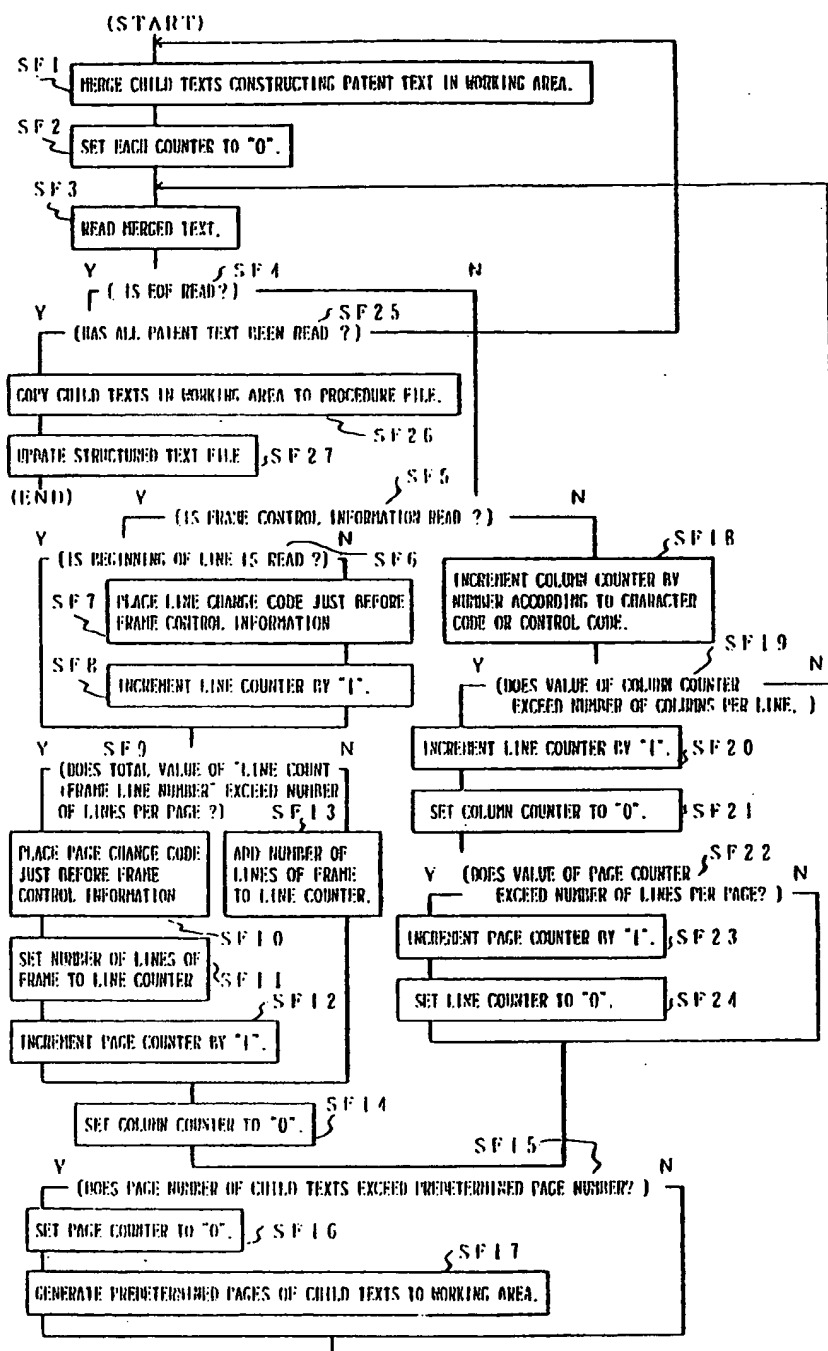 (START)
SF1
MERGE CHILD TEXTS CONSTRUCTING PATENT TEXT IN WORKING AREA.
SF2
SET EACH COUNTER TO "0".
SF3
READ MERGED TEXT.
Y SF4 N
( IS EOF READ?)
Y SF25
(HAS ALL PATENT TEXT BEEN READ ?)
COPY CHILD TEXTS IN WORKING AREA TO PROCEDURE FILE.
SF26
UPDATE STRUCTURED TEXT FILE SF27
(END) Y SF5 N
(IS FRAME CONTROL INFORMATION READ ?)
Y N SF18
(IS BEGINNING OF LINE IS READ ?) SF6
INCREMENT COLUMN COUNTER BY
NUMBER ACCORDING TO CHARACTER
CODE OR CONTROL CODE.
SF7
PLACE LINE CHANGE CODE JUST BEFORE
FRAME CONTROL INFORMATION
SF19
SF8
INCREMENT LINE COUNTER BY "1".
Y N
(DOES VALUE OF COLUMN COUNTER
EXCEED NUMBER OF COLUMNS PER LINE. )
Y SF9 N
INCREMENT LINE COUNTER BY "1". SF20
(DOES TOTAL VALUE OF "LINE COUNT
+FRAME LINE NUMBER" EXCEED NUMBER
OF LINES PER PAGE ?)
SF13
SET COLUMN COUNTER TO "0". SF21
PLACE PAGE CHANGE CODE
JUST BEFORE FRAME
CONTROL INFORMATION
ADD NUMBER OF
LINES OF FRAME
TO LINE COUNTER.
SF22
Y N
(DOES VALUE OF PAGE COUNTER
EXCEED NUMBER OF LINES PER PAGE? )
SF10
INCREMENT PAGE COUNTER BY "1". SF23
SET NUMBER OF LINES OF
FRAME TO LINE COUNTER
SF11
SET LINE COUNTER TO "0". SF24
SF12
INCREMENT PAGE COUNTER BY "1".
SET COLUMN COUNTER TO "0". SF14
SF15
Y N
(DOES PAGE NUMBER OF CHILD TEXTS EXCEED PREDETERMINED PAGE NUMBER? )
SET PAGE COUNTER TO "0". SF16
SF17
GENERATE PREDETERMINED PAGES OF CHILD TEXTS TO WORKING AREA.